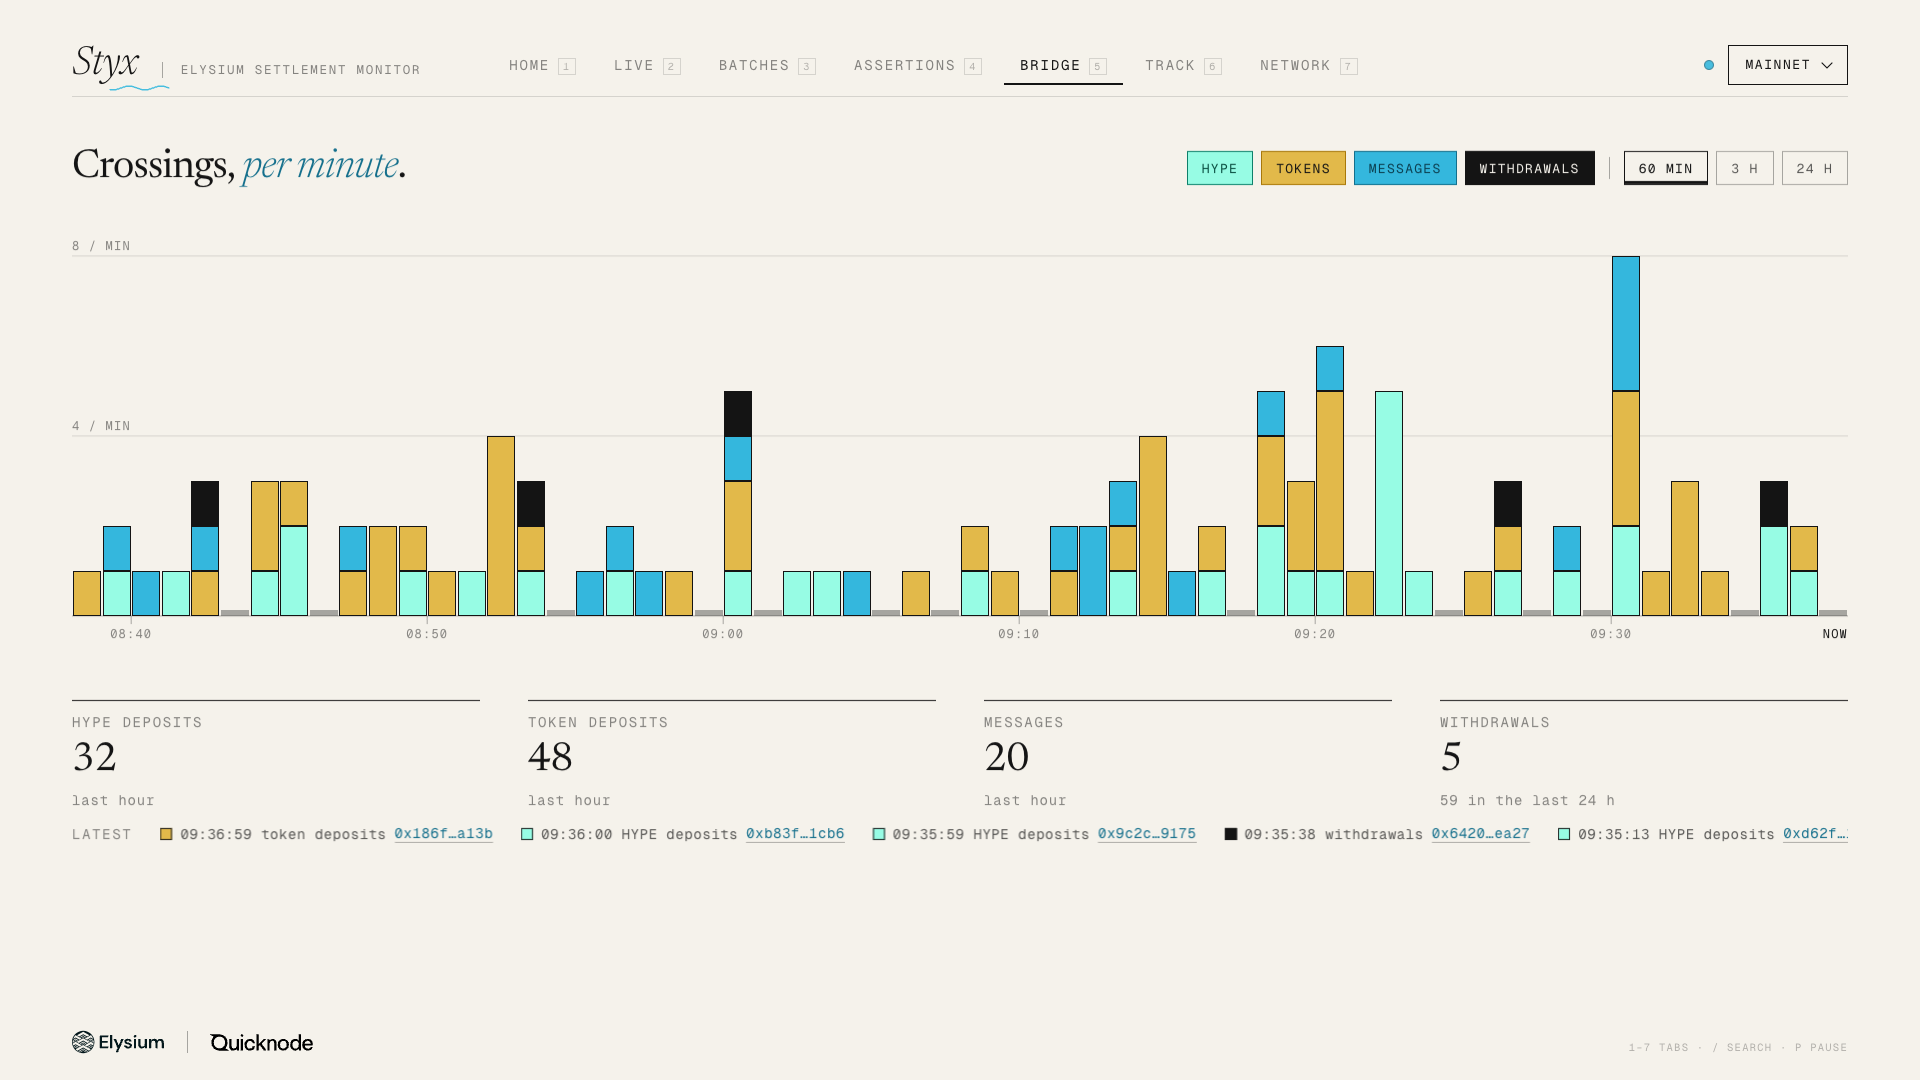 Styx | ELYSIUM SETTLEMENT MONITOR
HOME 1 LIVE 2 BATCHES 3 ASSERTIONS 4 BRIDGE 5 TRACK 6 NETWORK 7
MAINNET
Crossings, per minute.
HYPE TOKENS MESSAGES WITHDRAWALS 60 MIN 3 H 24 H
8 / MIN
4 / MIN
08:40 08:50 09:00 09:10 09:20 09:30 NOW
HYPE DEPOSITS
32
last hour
TOKEN DEPOSITS
48
last hour
MESSAGES
20
last hour
WITHDRAWALS
5
59 in the last 24 h
LATEST 09:36:59 token deposits 0x186f…a13b 09:36:00 HYPE deposits 0xb83f…1cb6 09:35:59 HYPE deposits 0x9c2c…9175 09:35:38 withdrawals 0x6420…ea27 09:35:13 HYPE deposits 0xd62f…
Elysium | Quicknode
1–7 TABS · / SEARCH · P PAUSE